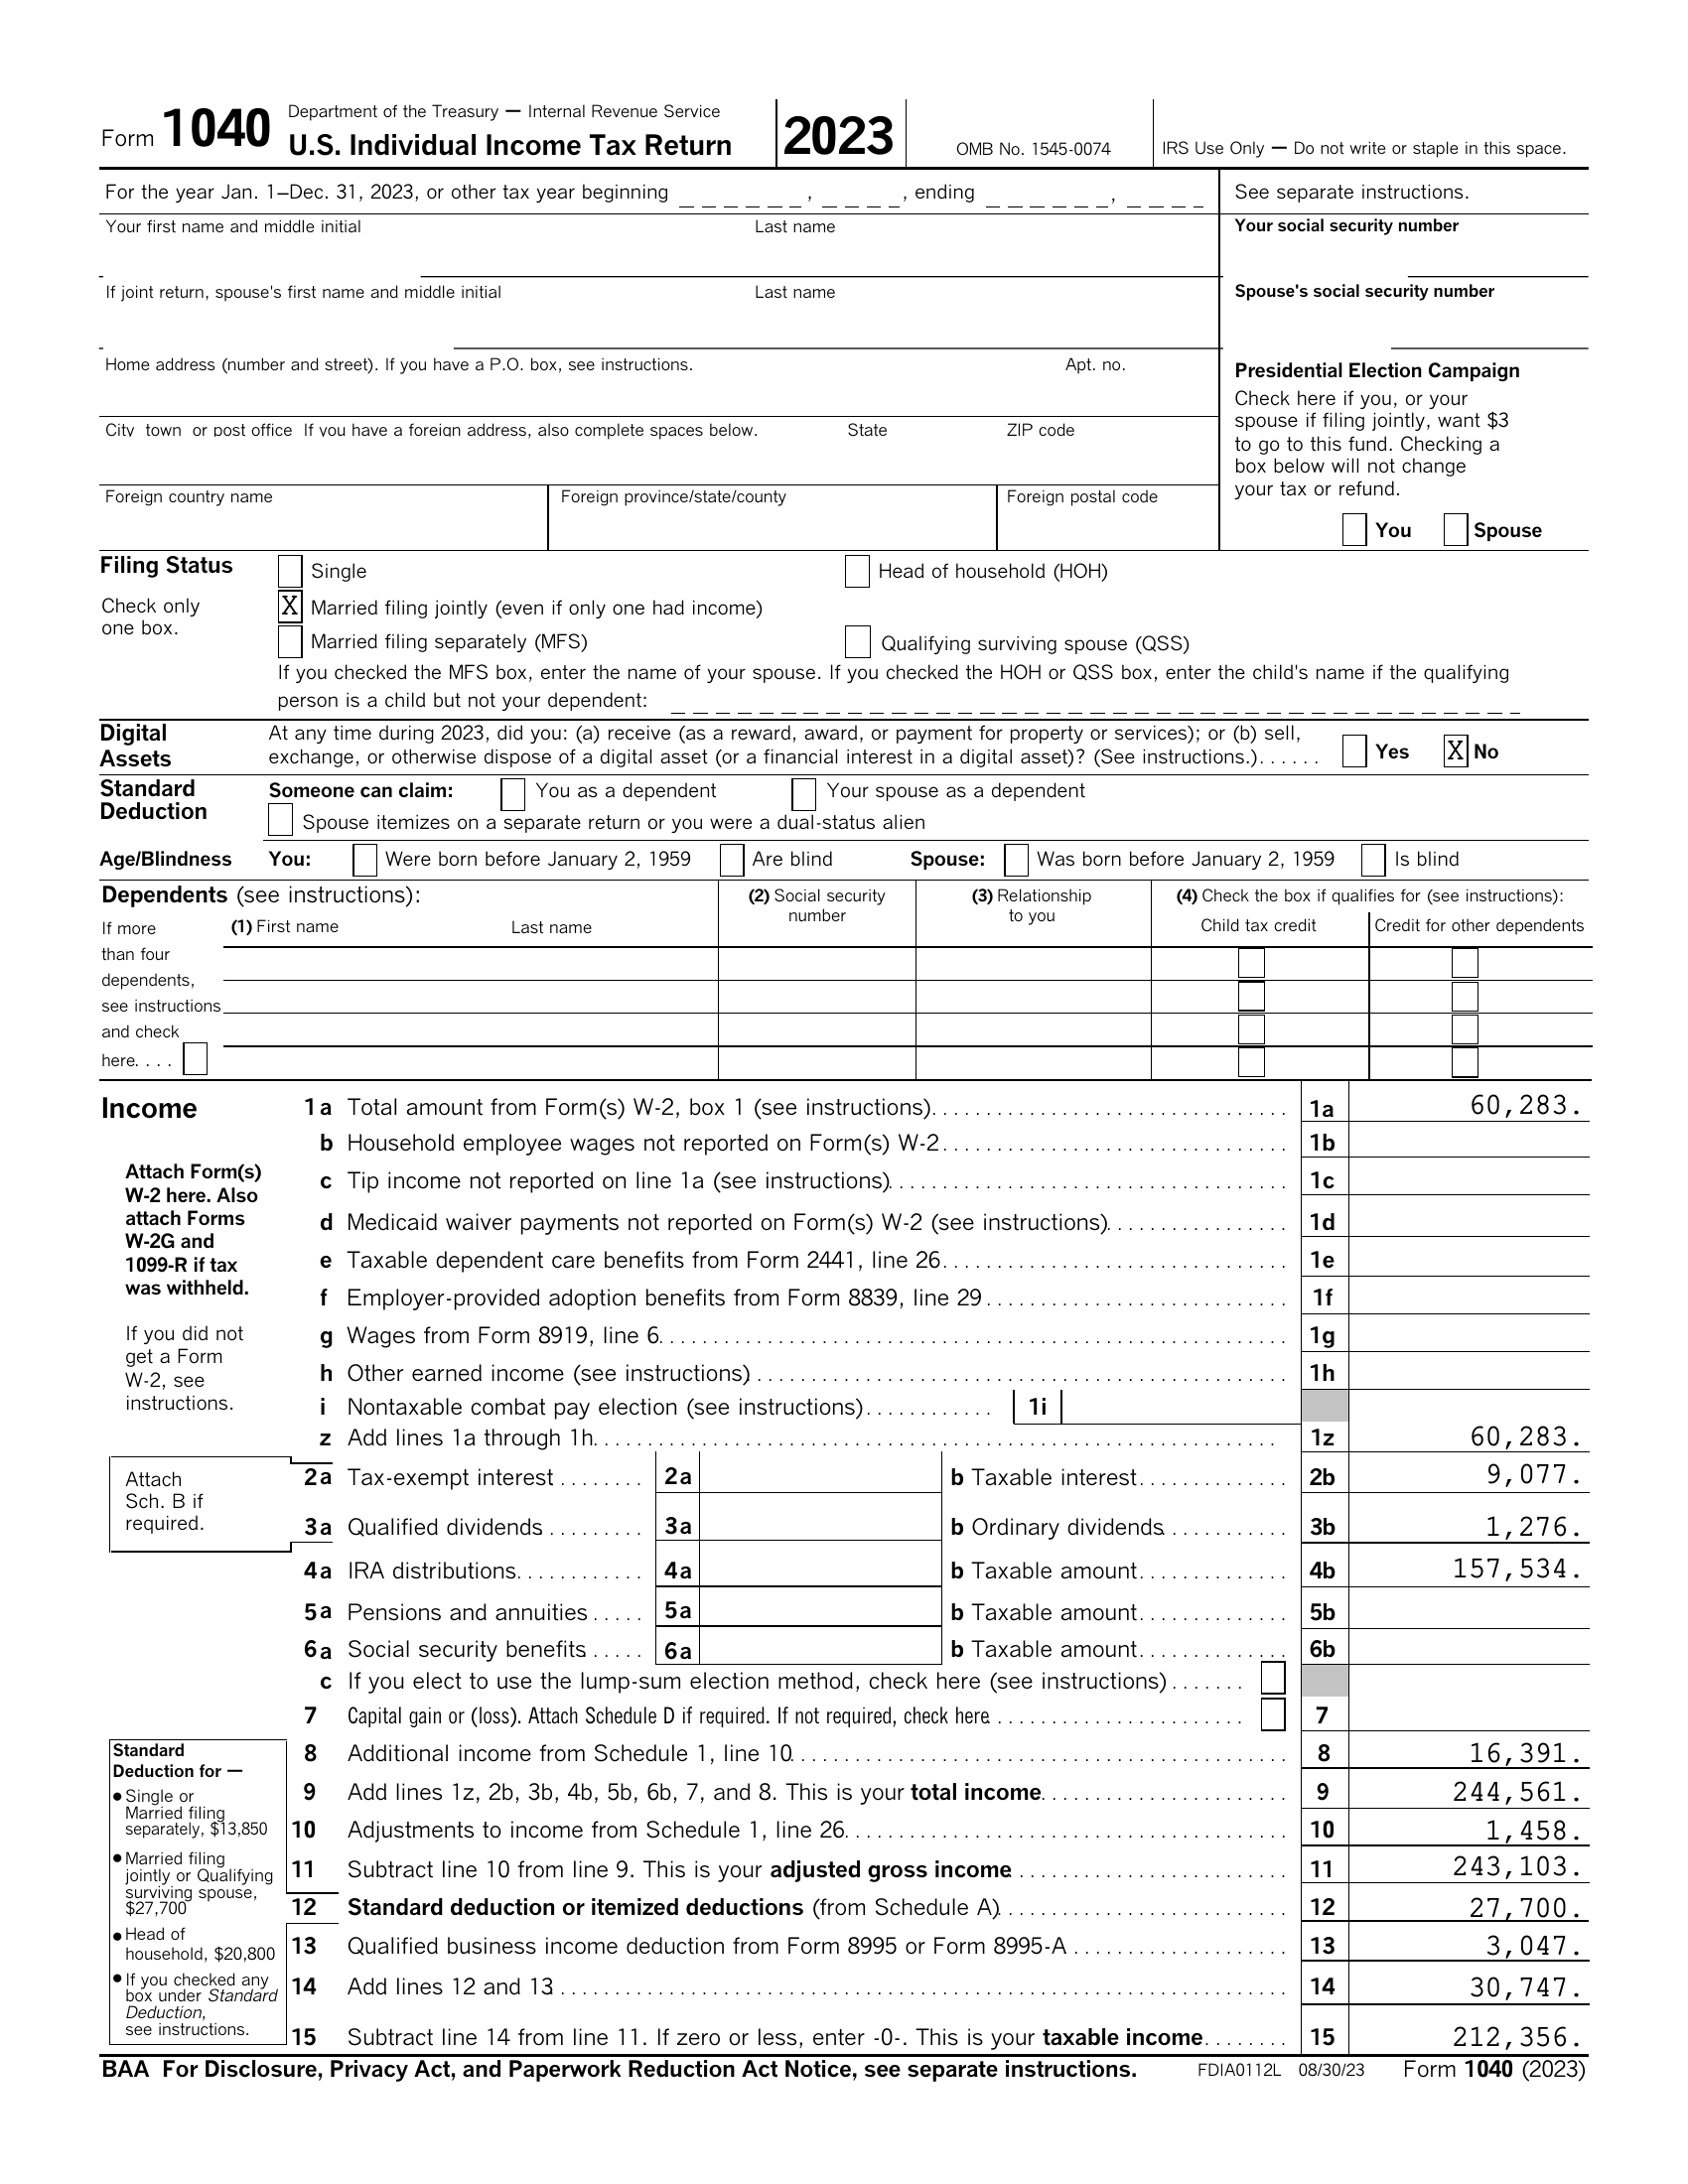 Form 1040 Department of the Treasury — Internal Revenue Service
U.S. Individual Income Tax Return 2023 OMB No. 1545-0074 IRS Use Only — Do not write or staple in this space.
For the year Jan. 1–Dec. 31, 2023, or other tax year beginning , , ending , See separate instructions.
Your first name and middle initial Last name Your social security number
If joint return, spouse's first name and middle initial Last name Spouse's social security number
Home address (number and street). If you have a P.O. box, see instructions. Apt. no.
City town or post office If you have a foreign address, also complete spaces below. State ZIP code
Foreign country name Foreign province/state/county Foreign postal code
Presidential Election Campaign
Check here if you, or your
spouse if filing jointly, want $3
to go to this fund. Checking a
box below will not change
your tax or refund.
You Spouse
Filing Status
Check only
one box.
Single Head of household (HOH)
X Married filing jointly (even if only one had income)
Married filing separately (MFS) Qualifying surviving spouse (QSS)
If you checked the MFS box, enter the name of your spouse. If you checked the HOH or QSS box, enter the child's name if the qualifying
person is a child but not your dependent:
Digital
Assets
At any time during 2023, did you: (a) receive (as a reward, award, or payment for property or services); or (b) sell,
exchange, or otherwise dispose of a digital asset (or a financial interest in a digital asset)? (See instructions.)...... Yes X No
Standard
Deduction
Someone can claim: You as a dependent Your spouse as a dependent
Spouse itemizes on a separate return or you were a dual-status alien
Age/Blindness You: Were born before January 2, 1959 Are blind Spouse: Was born before January 2, 1959 Is blind
Dependents (see instructions):
(2) Social security
number
(3) Relationship
to you
(4) Check the box if qualifies for (see instructions):
(1) First name Last name Child tax credit Credit for other dependents
If more
than four
dependents,
see instructions
and check
here....
Income
Attach Form(s)
W-2 here. Also
attach Forms
W-2G and
1099-R if tax
was withheld.
If you did not
get a Form
W-2, see
instructions.
1a Total amount from Form(s) W-2, box 1 (see instructions) 1a 60,283.
b Household employee wages not reported on Form(s) W-2 1b
c Tip income not reported on line 1a (see instructions) 1c
d Medicaid waiver payments not reported on Form(s) W-2 (see instructions) 1d
e Taxable dependent care benefits from Form 2441, line 26 1e
f Employer-provided adoption benefits from Form 8839, line 29 1f
g Wages from Form 8919, line 6 1g
h Other earned income (see instructions) 1h
i Nontaxable combat pay election (see instructions) 1i
z Add lines 1a through 1h 1z 60,283.
Attach
Sch. B if
required.
2a Tax-exempt interest 2a b Taxable interest 2b 9,077.
3a Qualified dividends 3a b Ordinary dividends 3b 1,276.
4a IRA distributions 4a b Taxable amount 4b 157,534.
5a Pensions and annuities 5a b Taxable amount 5b
6a Social security benefits 6a b Taxable amount 6b
c If you elect to use the lump-sum election method, check here (see instructions)
7 Capital gain or (loss). Attach Schedule D if required. If not required, check here 7
8 Additional income from Schedule 1, line 10 8 16,391.
9 Add lines 1z, 2b, 3b, 4b, 5b, 6b, 7, and 8. This is your total income 9 244,561.
10 Adjustments to income from Schedule 1, line 26 10 1,458.
11 Subtract line 10 from line 9. This is your adjusted gross income 11 243,103.
12 Standard deduction or itemized deductions (from Schedule A) 12 27,700.
13 Qualified business income deduction from Form 8995 or Form 8995-A 13 3,047.
14 Add lines 12 and 13 14 30,747.
15 Subtract line 14 from line 11. If zero or less, enter -0-. This is your taxable income 15 212,356.
Standard
Deduction for —
• Single or
Married filing
separately, $13,850
• Married filing
jointly or Qualifying
surviving spouse,
$27,700
• Head of
household, $20,800
• If you checked any
box under Standard
Deduction,
see instructions.
BAA For Disclosure, Privacy Act, and Paperwork Reduction Act Notice, see separate instructions. FDIA0112L 08/30/23 Form 1040 (2023)